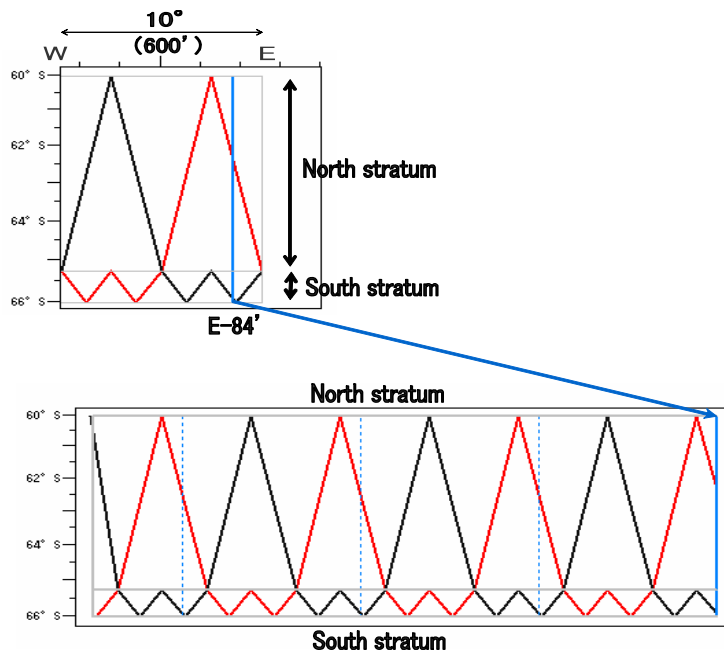 10°
(600')
W E
60° S
62° S
64° S
66° S
North stratum
South stratum
E-84'
North stratum
60° S
62° S
64° S
66° S
South stratum